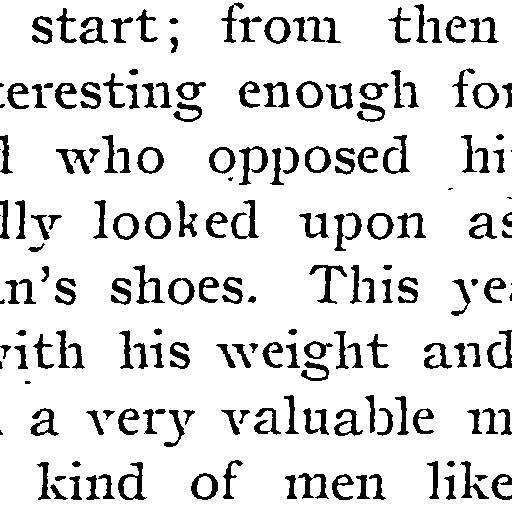 start; from then
teresting enough for
l who opposed hi
lly looked upon as
n's shoes. This yea
with his weight and
a very valuable m
kind of men like